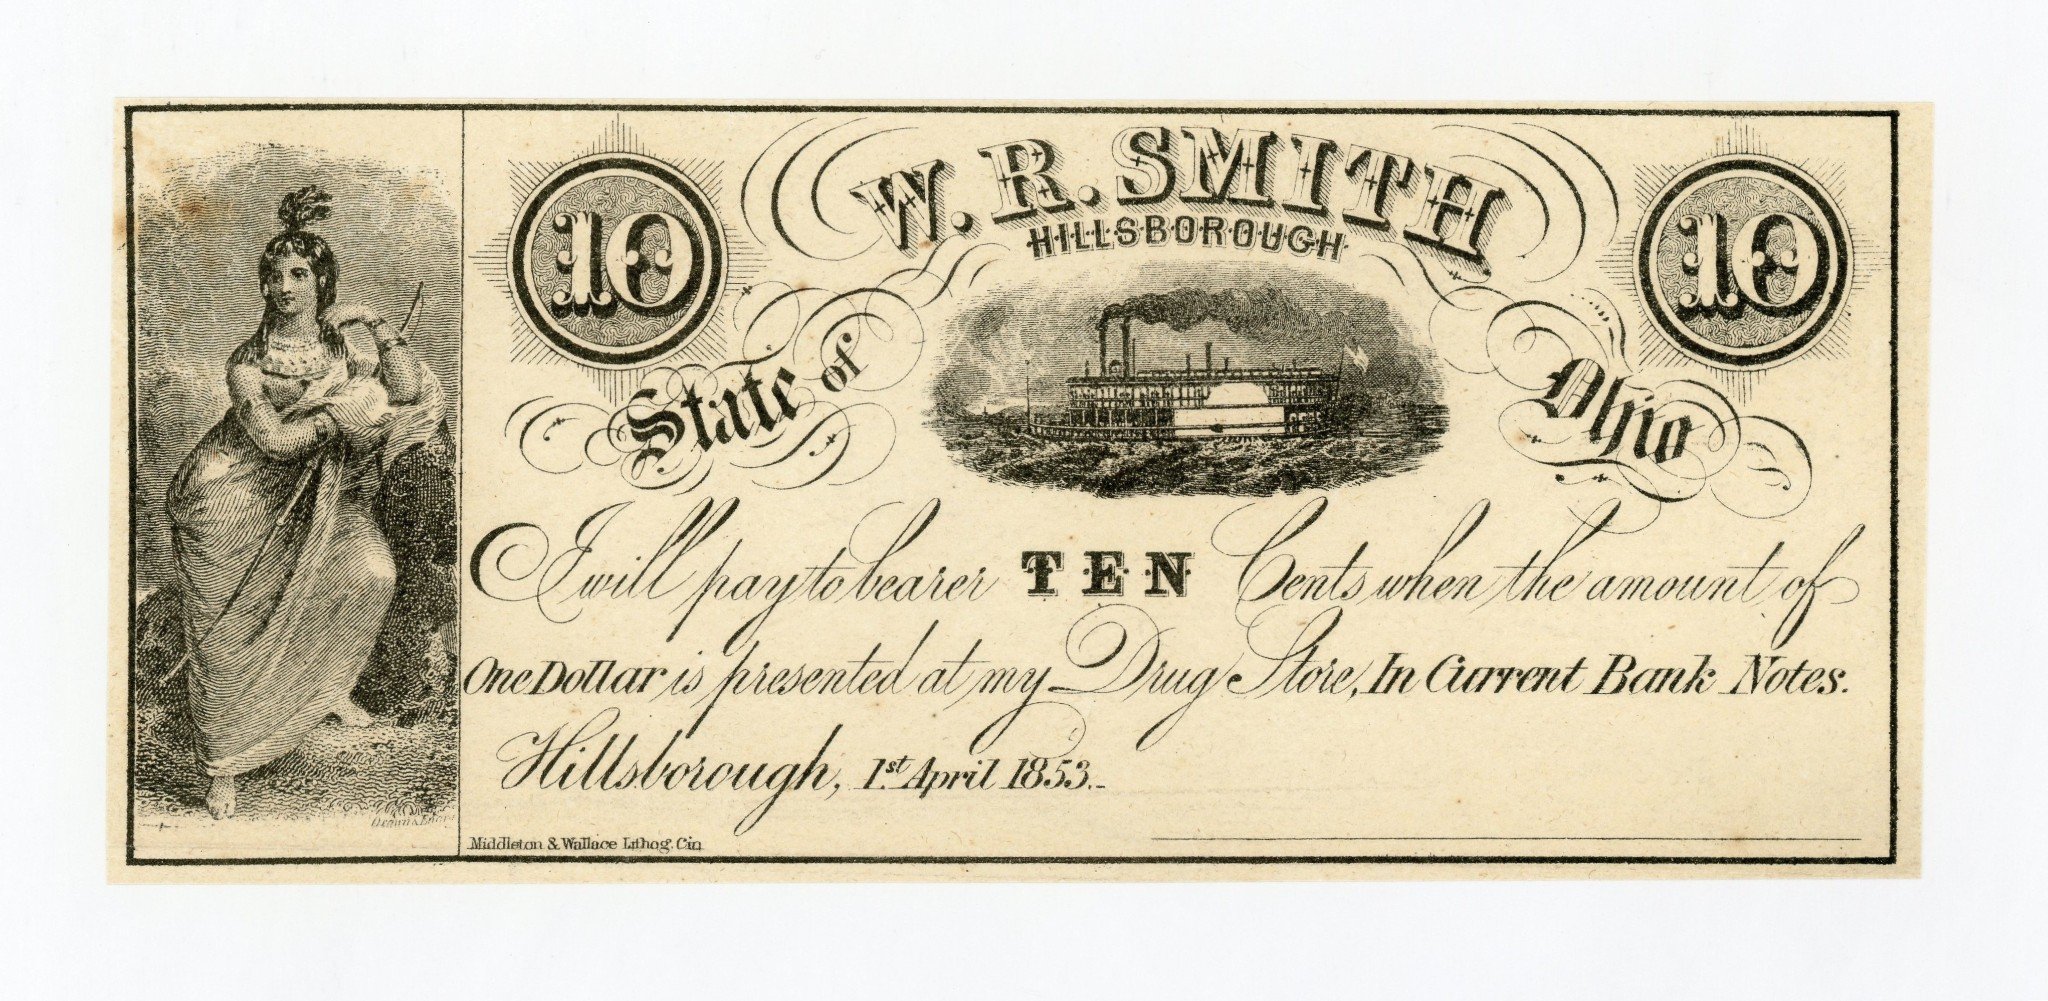 W. R. SMITH
HILLSBOROUGH
10
10
State of Ohio
I will pay to bearer TEN Cents when the amount of
One Dollar is presented at my Drug Store, In Current Bank Notes.
Hillsborough, 1st April 1853.
Middleton & Wallace Lithog. Cin.